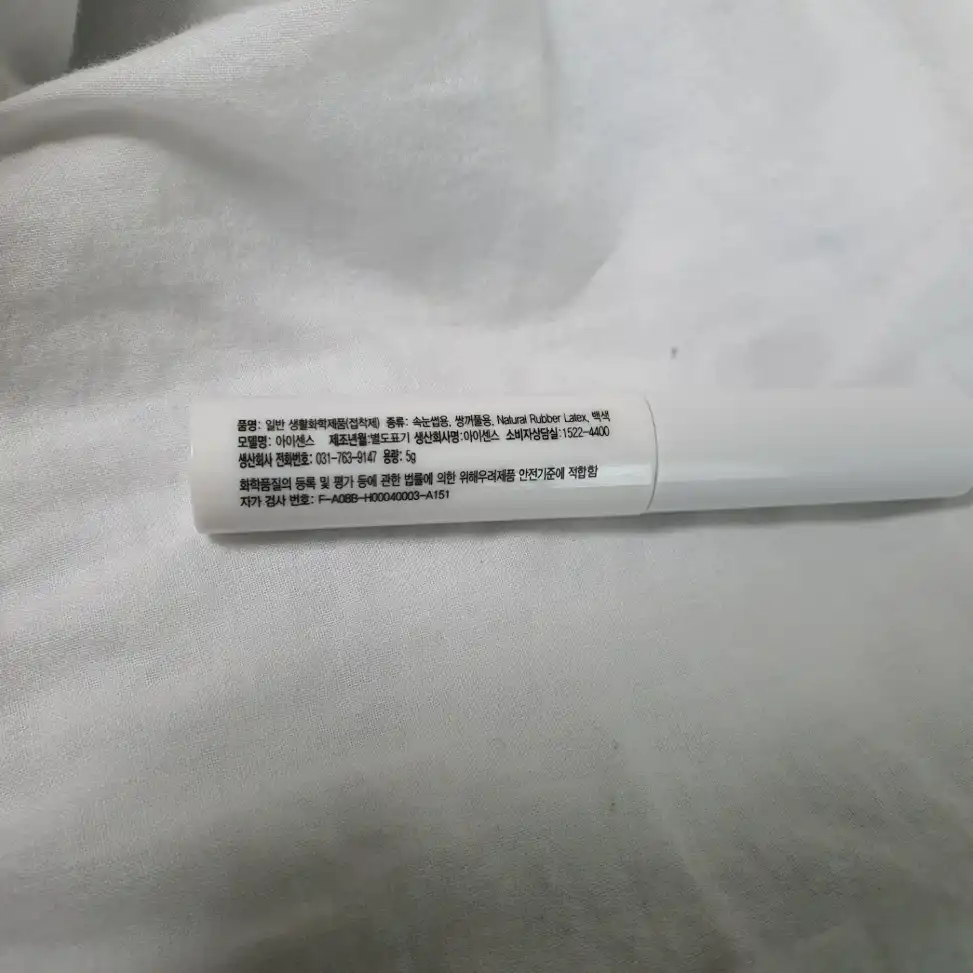 품명: 일반 생활화학제품(접착제) 종류: 속눈썹용, 쌍꺼풀용, Natural Rubber Latex, 백색
모델명: 아이센스 제조년월:별도표기 생산회사명:아이센스 소비자상담실:1522-4400
생산회사 전화번호: 031-763-9147 용량: 5g
화학품질의 등록 및 평가 등에 관한 법률에 의한 위해우려제품 안전기준에 적합함
자가 검사 번호: F-A08B-H00040003-A151